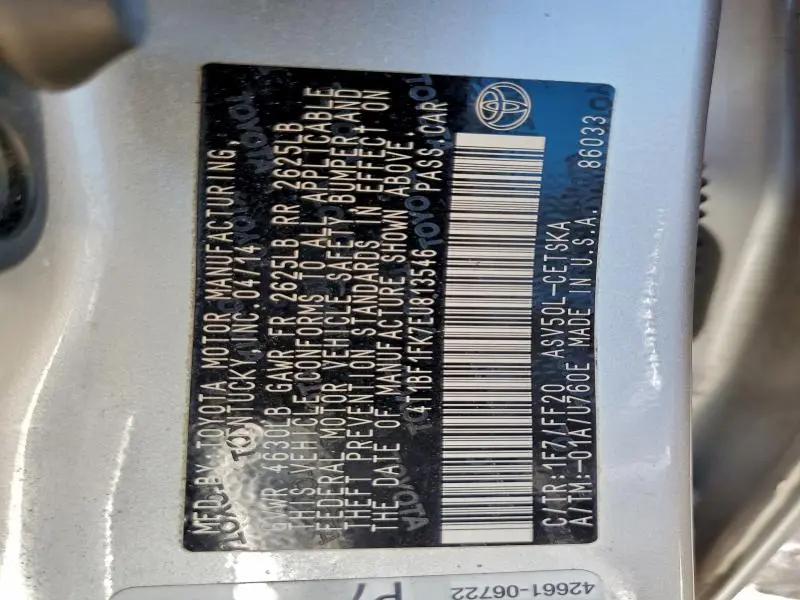 MFD.BY: TOYOTA MOTOR MANUFACTURING,
KENTUCKY, INC. 04/14
GVWR 4630LB GAWR FR 2625LB RR 2625LB
THIS VEHICLE CONFORMS TO ALL APPLICABLE
FEDERAL MOTOR VEHICLE SAFETY, BUMPER, AND
THEFT PREVENTION STANDARDS IN EFFECT ON
THE DATE OF MANUFACTURE SHOWN ABOVE.
4T1BF1FK7EU813546 PASS.CAR
C/TR:1F7/FF20 ASV50L-CETSKA
A/TM:-01A/U760E MADE IN U.S.A. 86033
42661-06722